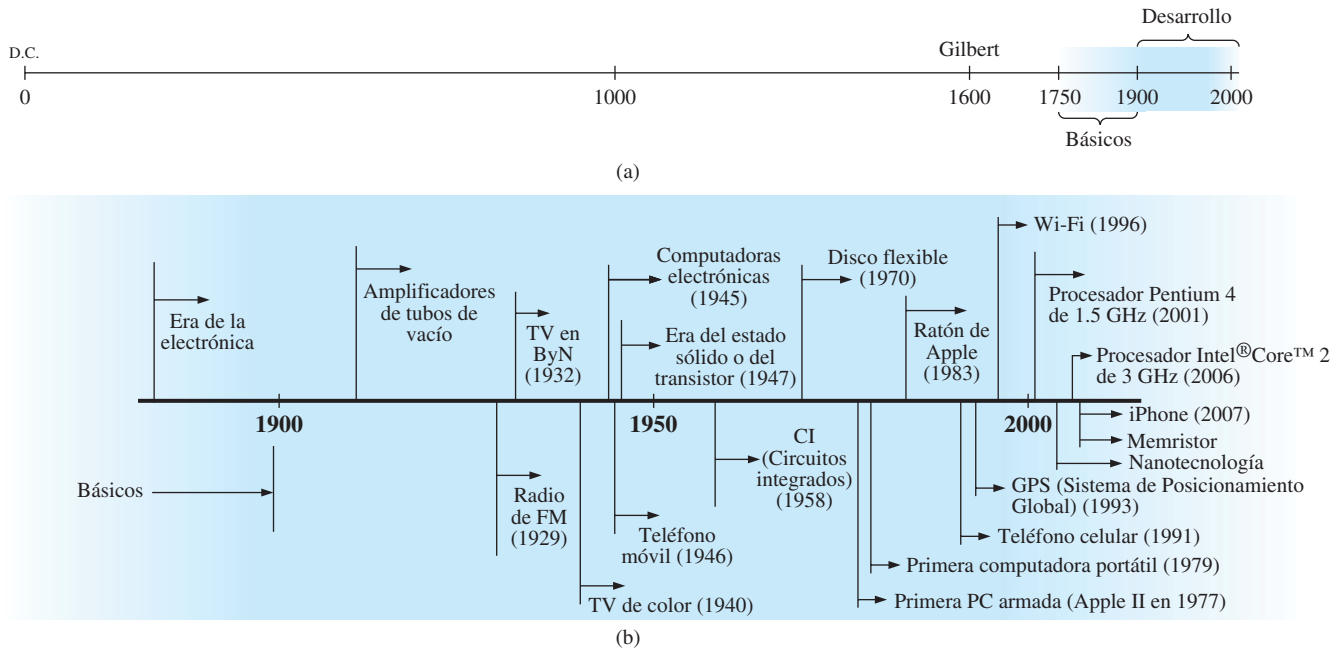 Desarrollo
D.C.
Gilbert
0
1000
1600
1750
1900
2000
Básicos
(a)
Wi-Fi (1996)
Computadoras
electrónicas
(1945)
Disco flexible
(1970)
Amplificadores
de tubos de
vacío
Procesador Pentium 4
de 1.5 GHz (2001)
Era de la
electrónica
TV en
ByN
(1932)
Era del estado
sólido o del
transistor (1947)
Ratón de
Apple
(1983)
Procesador Intel®Core™ 2
de 3 GHz (2006)
1900
1950
2000
iPhone (2007)
Memristor
Nanotecnología
CI
(Circuitos
integrados)
(1958)
Básicos
Radio
de FM
(1929)
GPS (Sistema de Posicionamiento
Global) (1993)
Teléfono
móvil (1946)
Teléfono celular (1991)
Primera computadora portátil (1979)
TV de color (1940)
Primera PC armada (Apple II en 1977)
(b)